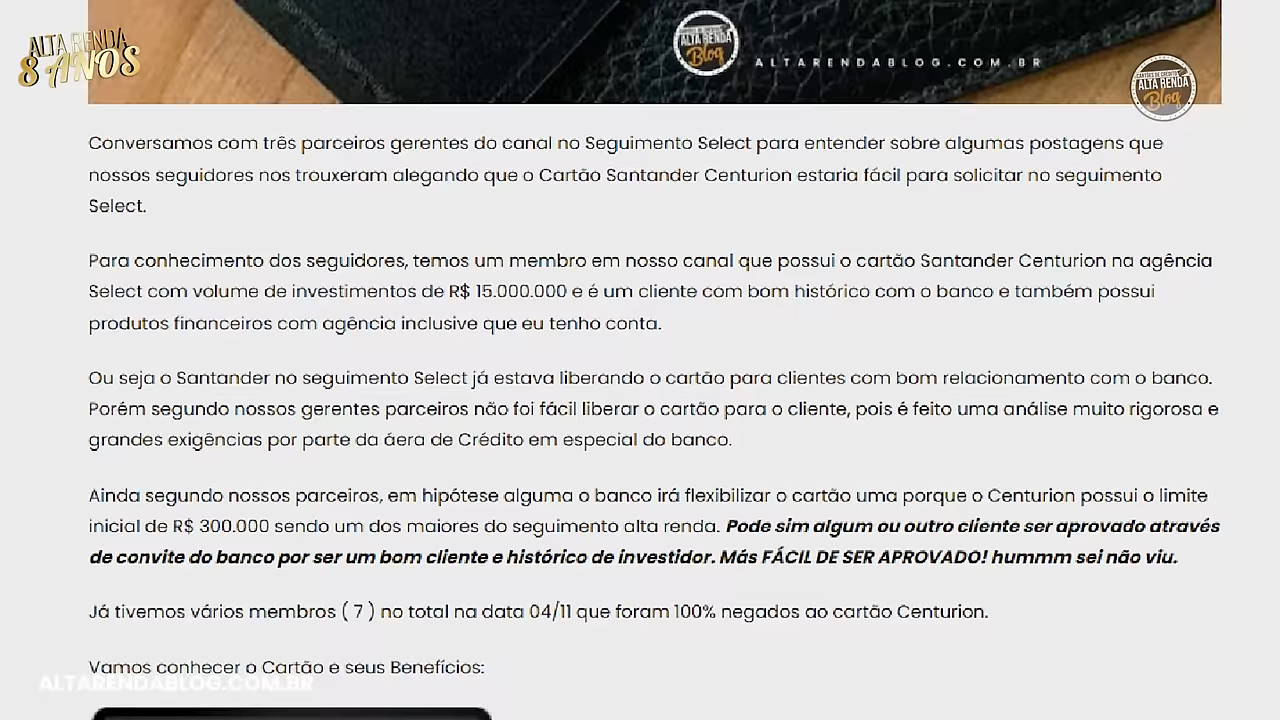 ALTA RENDA
8 ANOS
ALTA RENDA
Blog
ALTARENDABLOG.COM.BR
CARTÕES DE CRÉDITO
ALTA RENDA
Blog
Conversamos com três parceiros gerentes do canal no Seguimento Select para entender sobre algumas postagens que
nossos seguidores nos trouxeram alegando que o Cartão Santander Centurion estaria fácil para solicitar no seguimento
Select.
Para conhecimento dos seguidores, temos um membro em nosso canal que possui o cartão Santander Centurion na agência
Select com volume de investimentos de R$ 15.000.000 e é um cliente com bom histórico com o banco e também possui
produtos financeiros com agência inclusive que eu tenho conta.
Ou seja o Santander no seguimento Select já estava liberando o cartão para clientes com bom relacionamento com o banco.
Porém segundo nossos gerentes parceiros não foi fácil liberar o cartão para o cliente, pois é feito uma análise muito rigorosa e
grandes exigências por parte da áera de Crédito em especial do banco.
Ainda segundo nossos parceiros, em hipótese alguma o banco irá flexibilizar o cartão uma porque o Centurion possui o limite
inicial de R$ 300.000 sendo um dos maiores do seguimento alta renda. Pode sim algum ou outro cliente ser aprovado através
de convite do banco por ser um bom cliente e histórico de investidor. Más FÁCIL DE SER APROVADO! hummm sei não viu.
Já tivemos vários membros ( 7 ) no total na data 04/11 que foram 100% negados ao cartão Centurion.
Vamos conhecer o Cartão e seus Benefícios:
ALTARENDABLOG.COM.BR